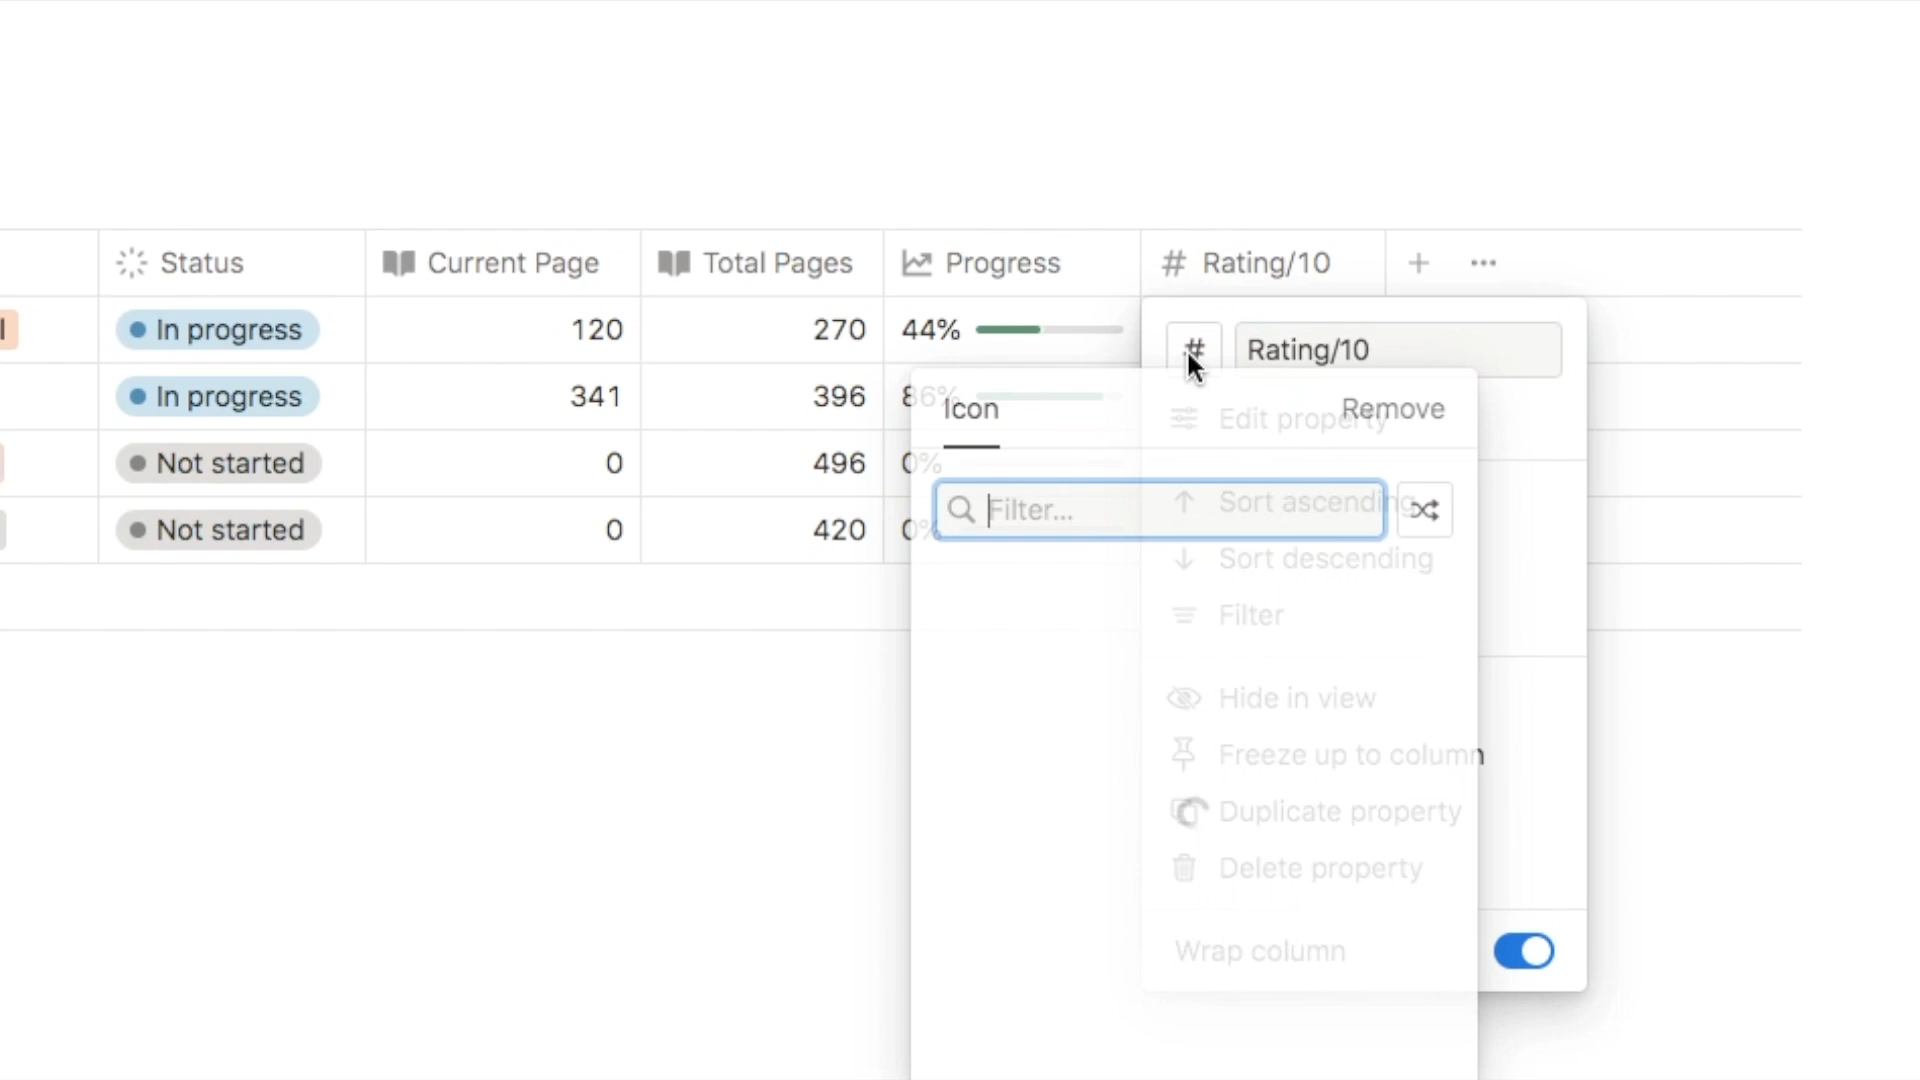 Status Current Page Total Pages Progress # Rating/10 + •••
In progress 120 270 44%
# Rating/10
In progress 341 396 86%
Icon Remove
Edit property
Not started 0 496 0%
Filter...
Sort ascending
Not started 0 420 0%
Sort descending
Filter
Hide in view
Freeze up to column
Duplicate property
Delete property
Wrap column